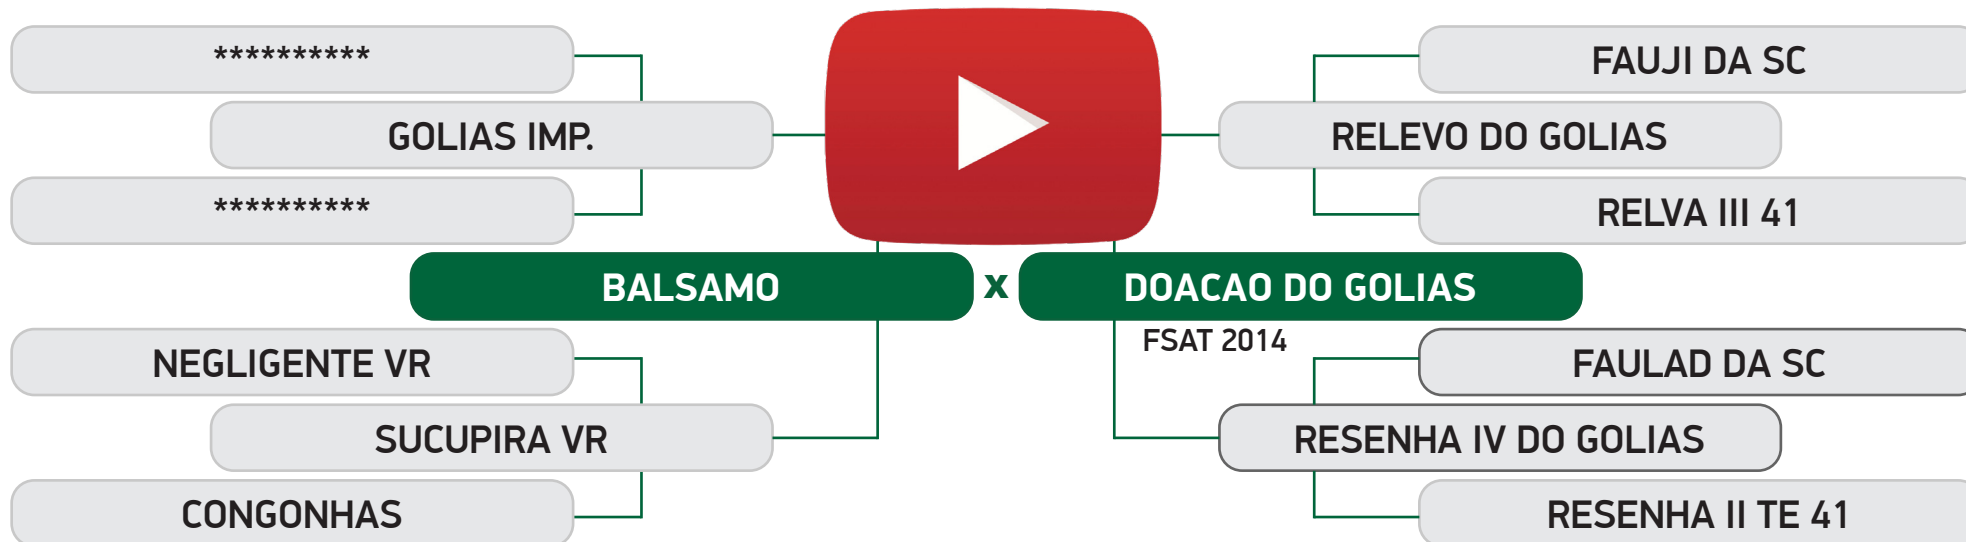 **********
FAUJI DA SC
GOLIAS IMP.
RELEVO DO GOLIAS
**********
RELVA III 41
BALSAMO x DOACAO DO GOLIAS
FSAT 2014
NEGLIGENTE VR
FAULAD DA SC
SUCUPIRA VR
RESENHA IV DO GOLIAS
CONGONHAS
RESENHA II TE 41